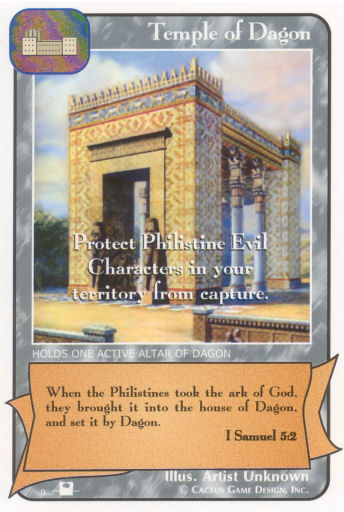 Temple of Dagon
Protect Philistine Evil
Characters in your
territory from capture.
HOLDS ONE ACTIVE ALTAR OF DAGON
When the Philistines took the ark of God,
they brought it into the house of Dagon,
and set it by Dagon.
I Samuel 5:2
Illus. Artist Unknown
R
© Cactus Game Design, Inc.